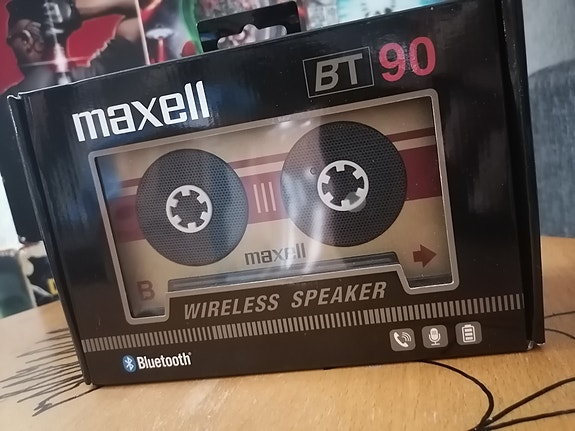 maxell
BT 90
maxell
B
WIRELESS SPEAKER
Bluetooth®